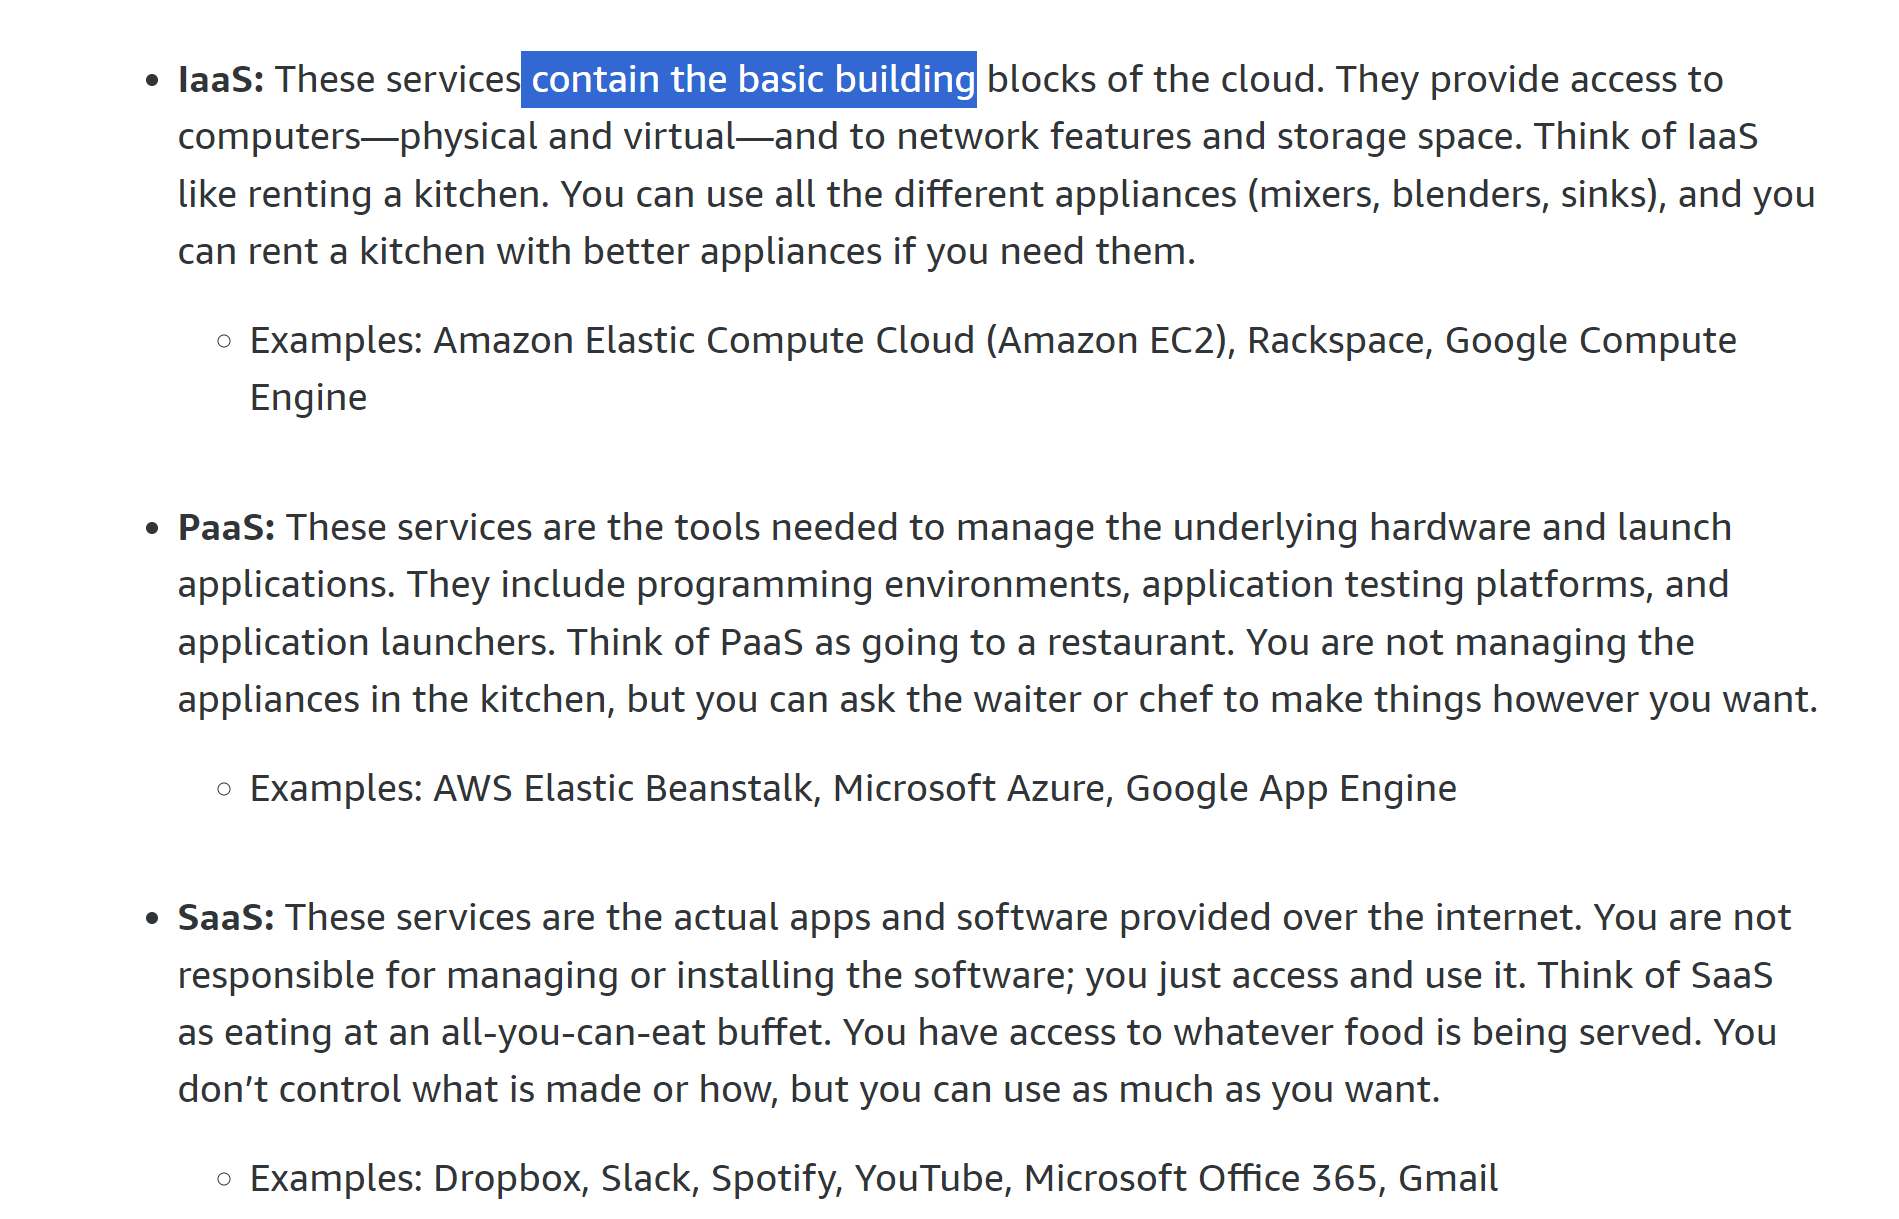 • IaaS: These services contain the basic building blocks of the cloud. They provide access to
computers—physical and virtual—and to network features and storage space. Think of IaaS
like renting a kitchen. You can use all the different appliances (mixers, blenders, sinks), and you
can rent a kitchen with better appliances if you need them.
◦ Examples: Amazon Elastic Compute Cloud (Amazon EC2), Rackspace, Google Compute
Engine
• PaaS: These services are the tools needed to manage the underlying hardware and launch
applications. They include programming environments, application testing platforms, and
application launchers. Think of PaaS as going to a restaurant. You are not managing the
appliances in the kitchen, but you can ask the waiter or chef to make things however you want.
◦ Examples: AWS Elastic Beanstalk, Microsoft Azure, Google App Engine
• SaaS: These services are the actual apps and software provided over the internet. You are not
responsible for managing or installing the software; you just access and use it. Think of SaaS
as eating at an all-you-can-eat buffet. You have access to whatever food is being served. You
don’t control what is made or how, but you can use as much as you want.
◦ Examples: Dropbox, Slack, Spotify, YouTube, Microsoft Office 365, Gmail